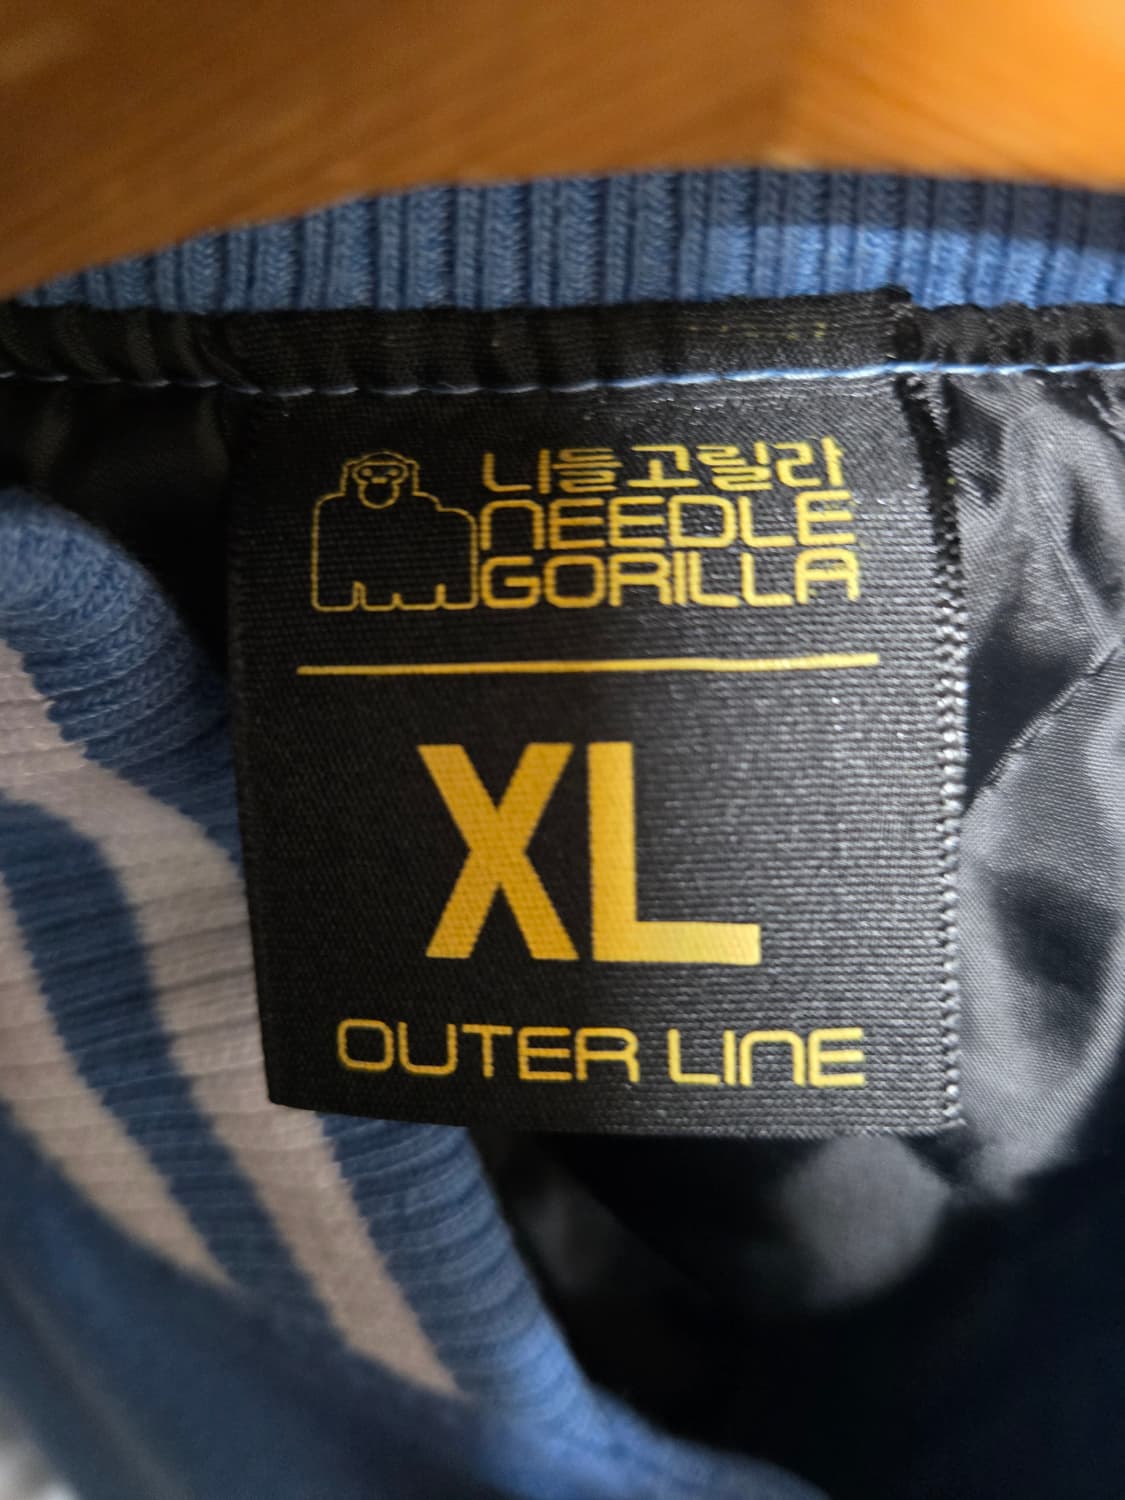 니들고릴라
NEEDLE
GORILLA
XL
OUTER LINE